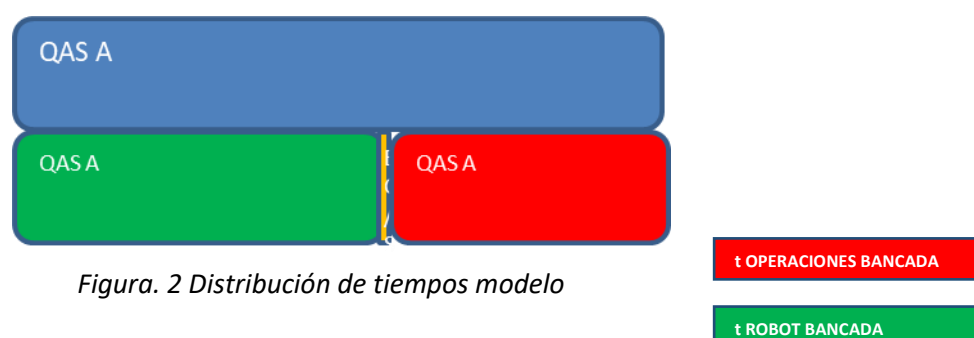 QAS A
QAS A
QAS A
Figura. 2 Distribución de tiempos modelo
t OPERACIONES BANCADA
t ROBOT BANCADA